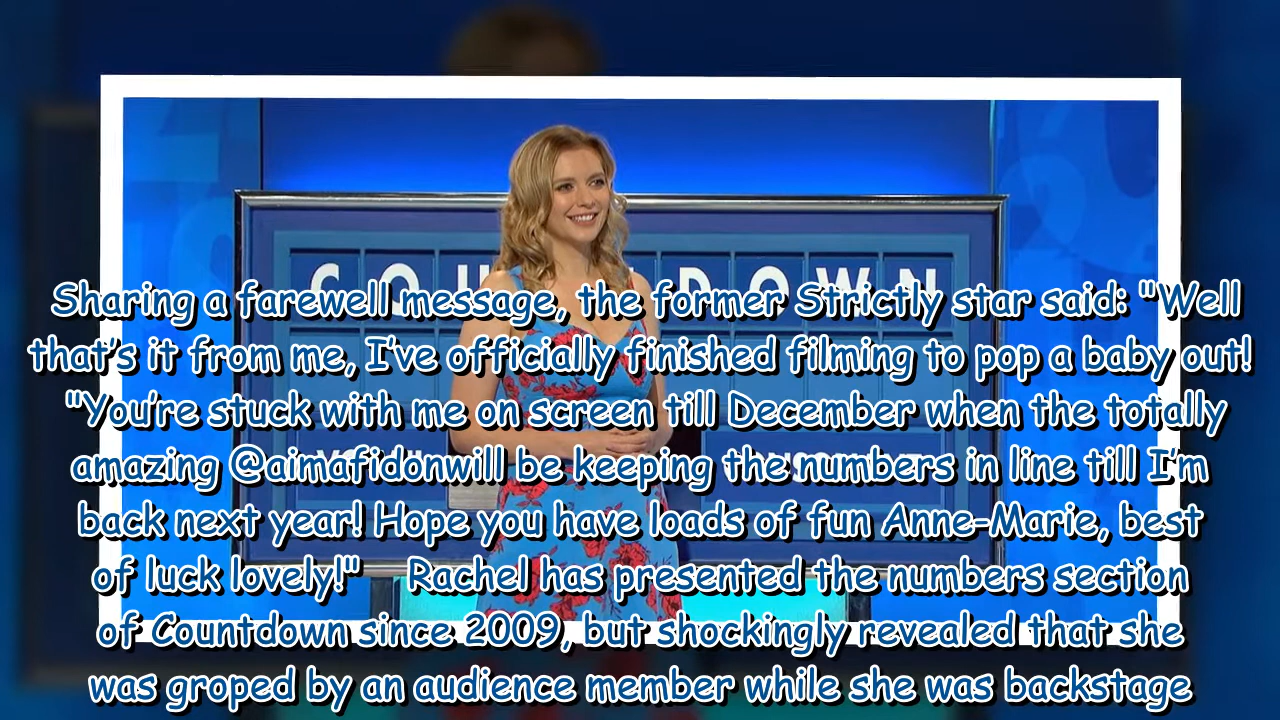 C O U N D O W N
Sharing a farewell message, the former Strictly star said: "Well
that's it from me, I've officially finished filming to pop a baby out!
"You're stuck with me on screen till December when the totally
amazing @aimafidonwill be keeping the numbers in line till I'm
back next year! Hope you have loads of fun Anne-Marie, best
of luck lovely!" Rachel has presented the numbers section
of Countdown since 2009, but shockingly revealed that she
was groped by an audience member while she was backstage